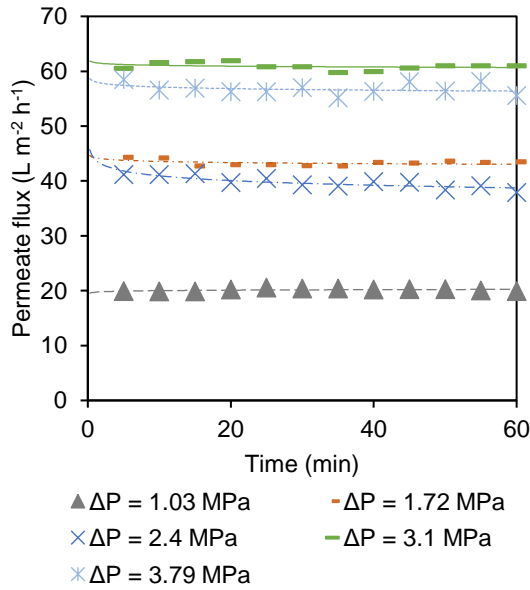 70
60
50
40
30
20
10
0
Permeate flux (L m⁻² h⁻¹)
0 20 40 60
Time (min)
ΔP = 1.03 MPa ΔP = 1.72 MPa
ΔP = 2.4 MPa ΔP = 3.1 MPa
ΔP = 3.79 MPa